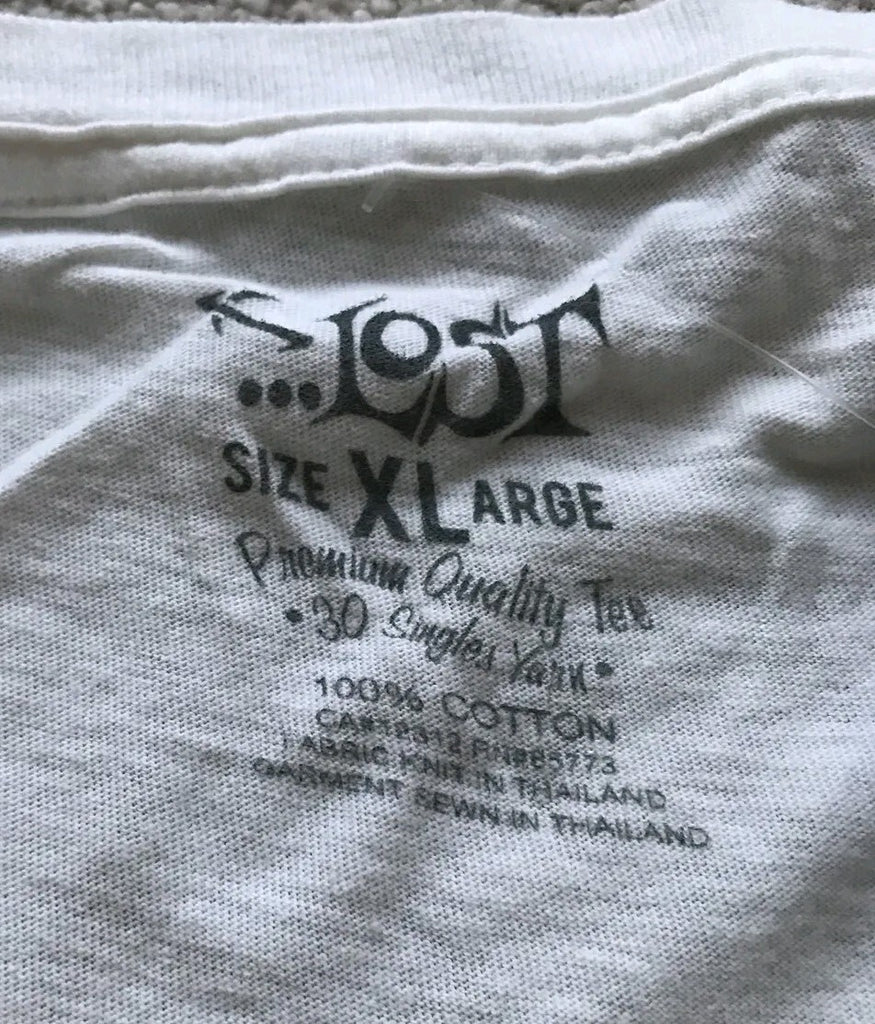 ...LOST
SIZE XLARGE
Premium Quality Tee
•30 Singles Yarn•
100% COTTON
FABRIC KNIT IN THAILAND
GARMENT SEWN IN THAILAND